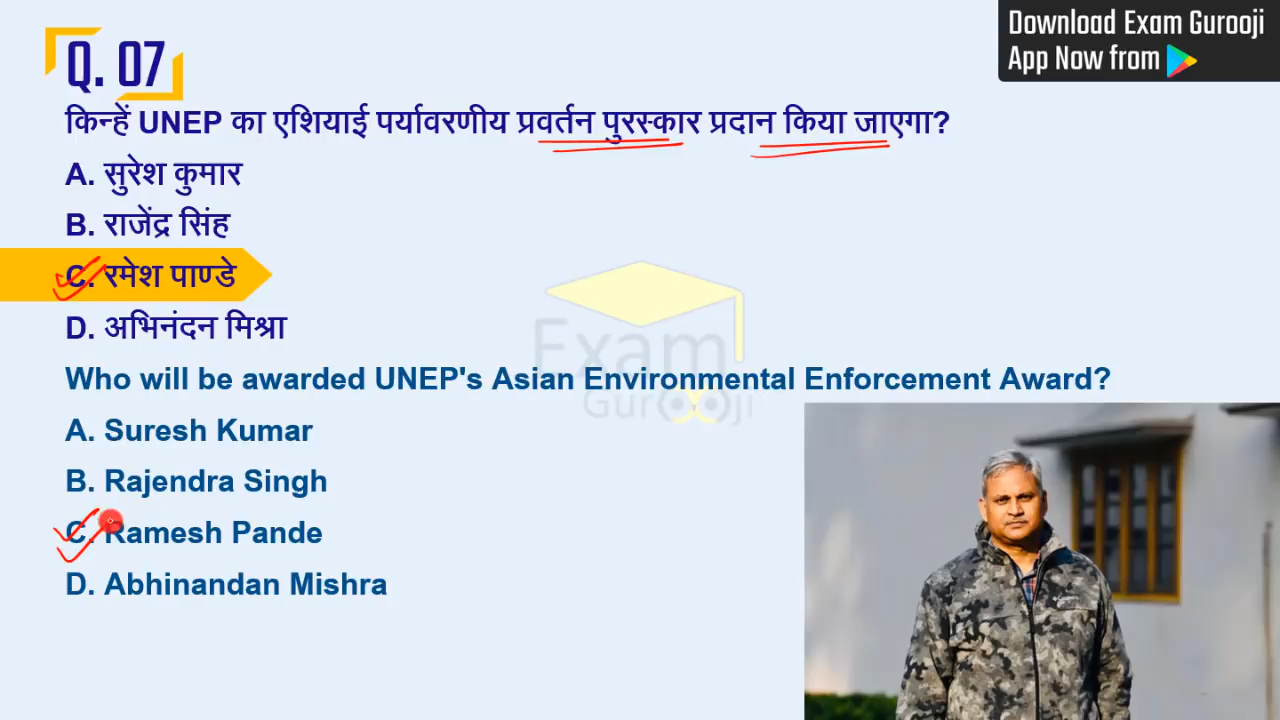 Download Exam Gurooji
App Now from
Q. 07
किन्हें UNEP का एशियाई पर्यावरणीय प्रवर्तन पुरस्कार प्रदान किया जाएगा?
A. सुरेश कुमार
B. राजेंद्र सिंह
C. रमेश पाण्डे
D. अभिनंदन मिश्रा
Exam
Gurooji
Who will be awarded UNEP's Asian Environmental Enforcement Award?
A. Suresh Kumar
B. Rajendra Singh
C. Ramesh Pande
D. Abhinandan Mishra